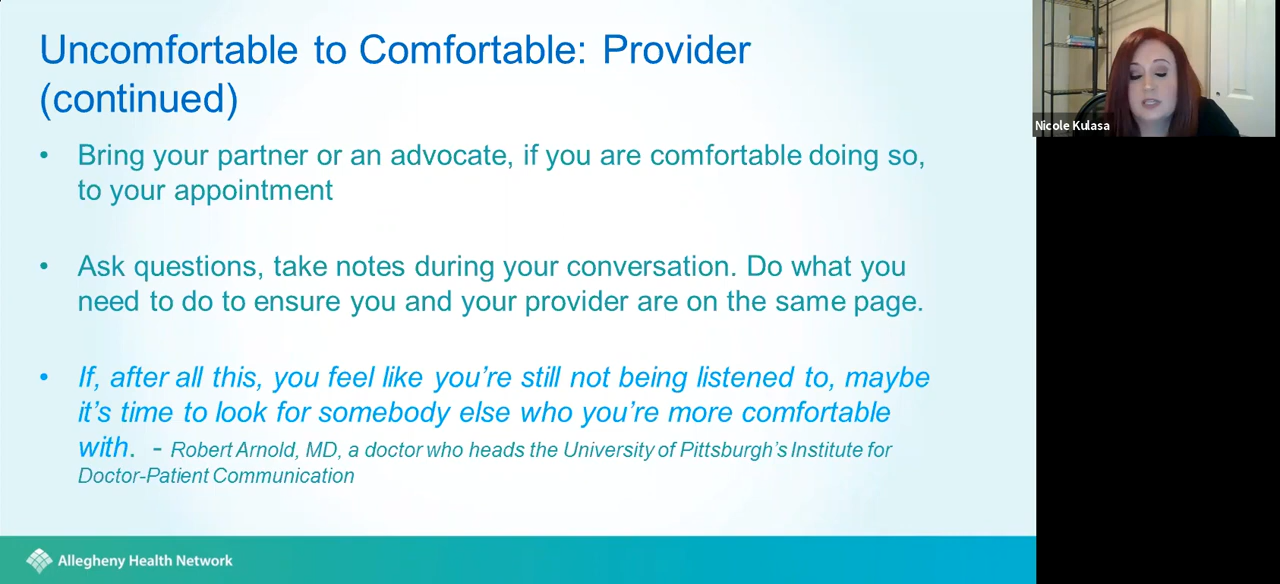 Uncomfortable to Comfortable: Provider
(continued)
• Bring your partner or an advocate, if you are comfortable doing so,
to your appointment
• Ask questions, take notes during your conversation. Do what you
need to do to ensure you and your provider are on the same page.
• If, after all this, you feel like you’re still not being listened to, maybe
it’s time to look for somebody else who you’re more comfortable
with. - Robert Arnold, MD, a doctor who heads the University of Pittsburgh’s Institute for
Doctor-Patient Communication
Allegheny Health Network
Nicole Kulasa